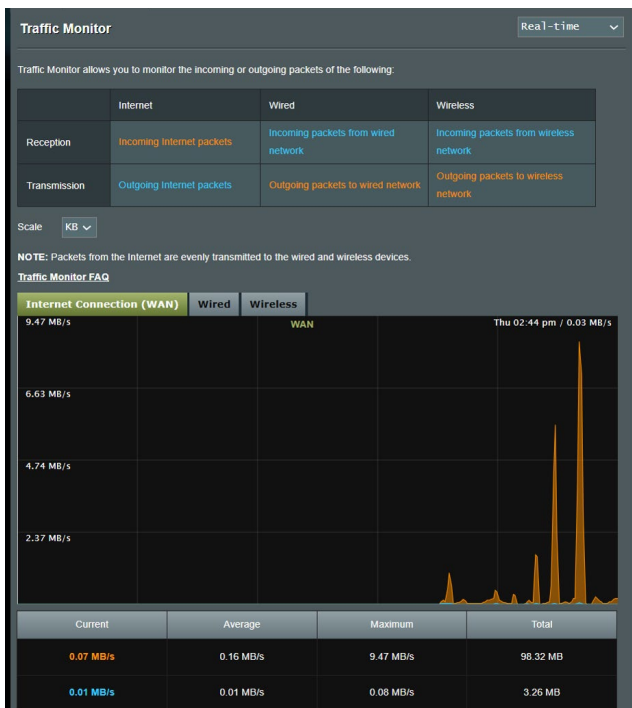 Traffic Monitor
Real-time
Traffic Monitor allows you to monitor the incoming or outgoing packets of the following:
Internet Wired Wireless
Reception Incoming Internet packets Incoming packets from wired network Incoming packets from wireless network
Transmission Outgoing Internet packets Outgoing packets to wired network Outgoing packets to wireless network
Scale KB
NOTE: Packets from the Internet are evenly transmitted to the wired and wireless devices.
Traffic Monitor FAQ
Internet Connection (WAN) Wired Wireless
9.47 MB/s WAN Thu 02:44 pm / 0.03 MB/s
6.63 MB/s
4.74 MB/s
2.37 MB/s
Current Average Maximum Total
0.07 MB/s 0.16 MB/s 9.47 MB/s 98.32 MB
0.01 MB/s 0.01 MB/s 0.08 MB/s 3.26 MB